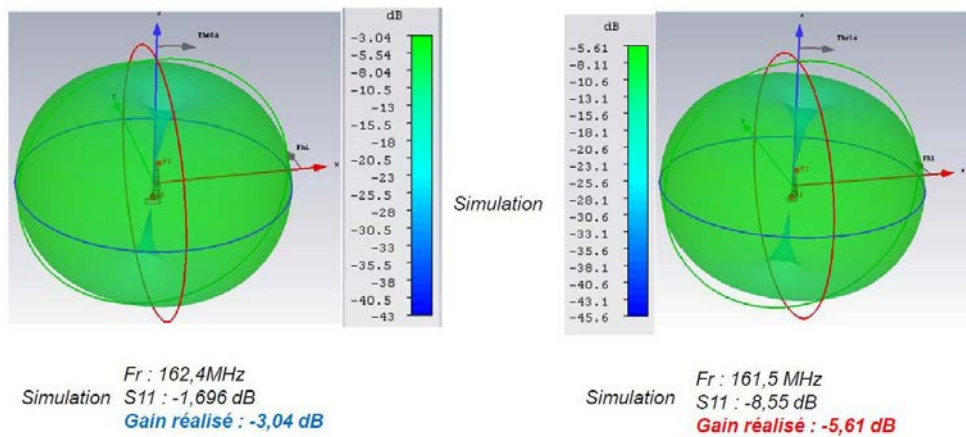 dB
-3.04
-5.54
-8.04
-10.5
-13
-15.5
-18
-20.5
-23
-25.5
-28
-30.5
-33
-35.5
-38
-40.5
-43
Theta
Phi
x
Simulation
dB
-5.61
-8.11
-10.6
-13.1
-15.6
-18.1
-20.6
-23.1
-25.6
-28.1
-30.6
-33.1
-35.6
-38.1
-40.6
-43.1
-45.6
Theta
Phi
x
Fr : 162,4MHz
Simulation S11 : -1,696 dB
Gain réalisé : -3,04 dB
Fr : 161,5 MHz
Simulation S11 : -8,55 dB
Gain réalisé : -5,61 dB